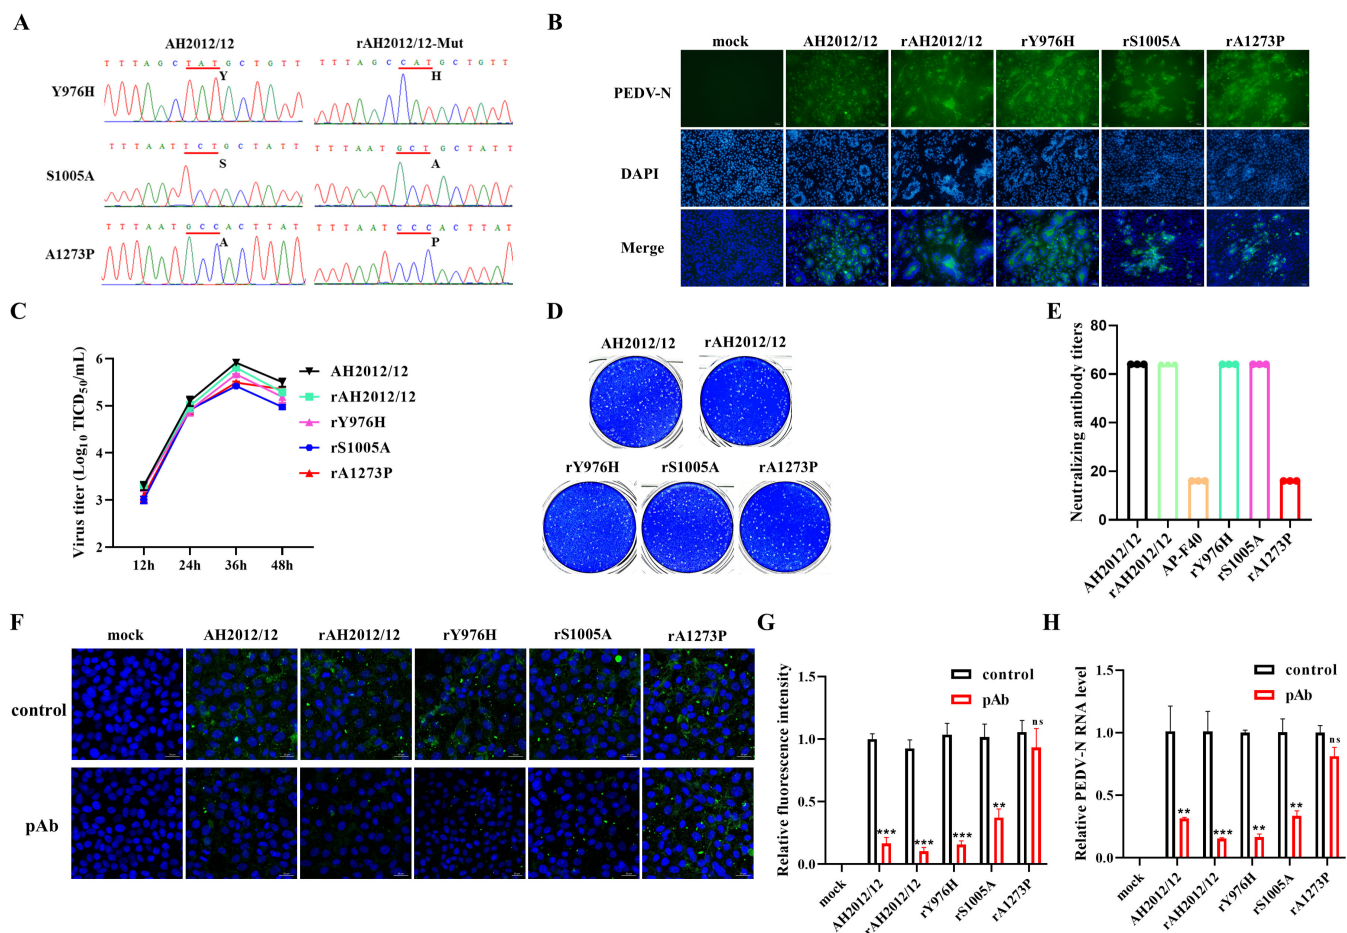 A
AH2012/12
rAH2012/12-Mut
T T T A G C T A T G C T G T T
T T T A G C C A T G C T G T T
Y976H
Y
H
T T T A A T T C T G C T A T T
T T T A A T G C T G C T A T T
S1005A
S
A
T T T A A T G C C A C T T A T
T T T A A T C C C A C T T A T
A1273P
A
P
B
mock
AH2012/12
rAH2012/12
rY976H
rS1005A
rA1273P
PEDV-N
DAPI
Merge
C
Virus titer (Log10 TICD50/mL)
6
5
4
3
2
12h
24h
36h
48h
AH2012/12
rAH2012/12
rY976H
rS1005A
rA1273P
D
AH2012/12
rAH2012/12
rY976H
rS1005A
rA1273P
E
Neutralizing antibody titers
80
60
40
20
0
AH2012/12
rAH2012/12
AP-F40
rY976H
rS1005A
rA1273P
F
mock
AH2012/12
rAH2012/12
rY976H
rS1005A
rA1273P
control
pAb
G
Relative fluorescence intensity
1.5
1.0
0.5
0.0
control
pAb
***
***
***
**
ns
mock
AH2012/12
rAH2012/12
rY976H
rS1005A
rA1273P
H
Relative PEDV-N RNA level
1.5
1.0
0.5
0.0
control
pAb
**
***
**
**
ns
mock
AH2012/12
rAH2012/12
rY976H
rS1005A
rA1273P